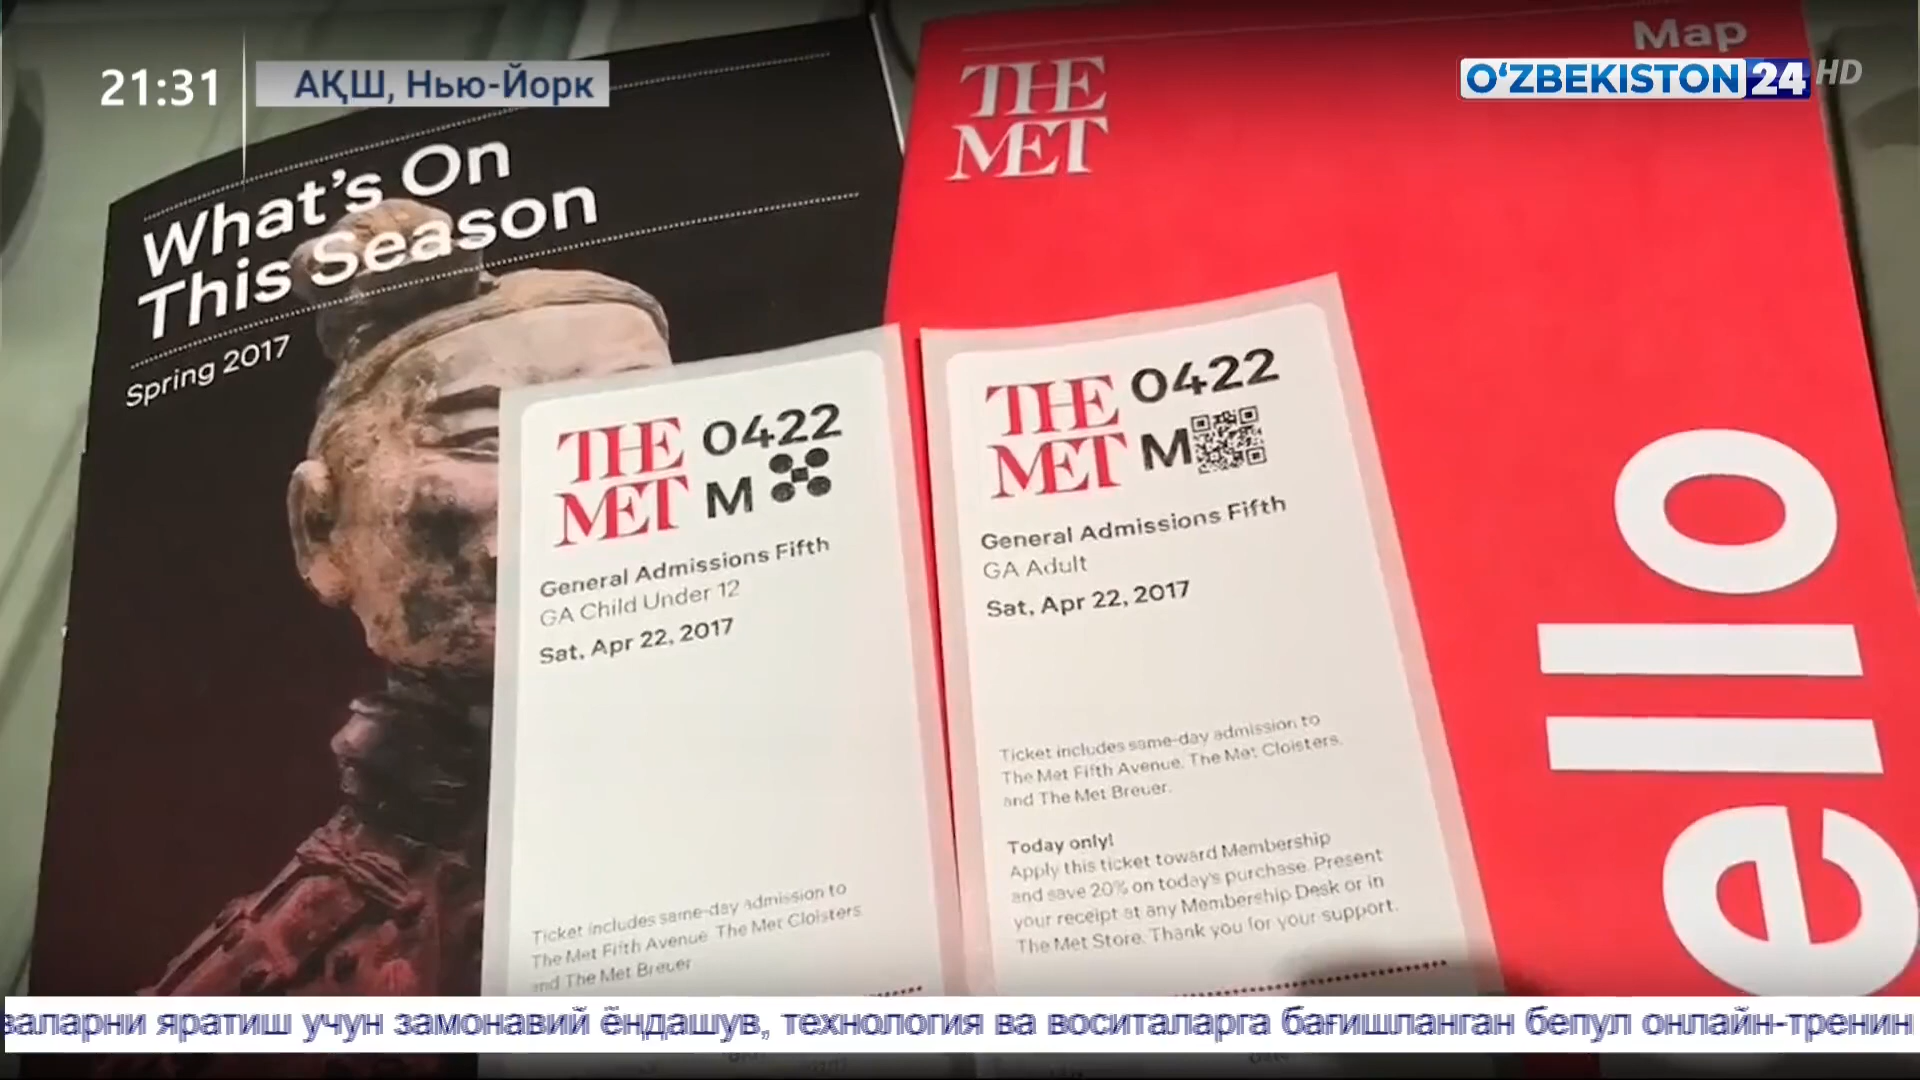 21:31
АҚШ, Нью-Йорк
O‘ZBEKISTON 24 HD
What's On
This Season
Spring 2017
THE
MET
Map
ello
THE
MET
0422
M
General Admissions Fifth
GA Child Under 12
Sat, Apr 22, 2017
Ticket includes same-day admission to
The Met Fifth Avenue, The Met Cloisters,
and The Met Breuer
THE
MET
0422
M
General Admissions Fifth
GA Adult
Sat, Apr 22, 2017
Ticket includes same-day admission to
The Met Fifth Avenue, The Met Cloisters,
and The Met Breuer.
Today only!
Apply this ticket toward Membership
and save 20% on today's purchase. Present
your receipt at any Membership Desk or in
The Met Store. Thank you for your support.
заларни яратиш учун замонавий ёндашув, технология ва воситаларга бағишланган бепул онлайн-тренин